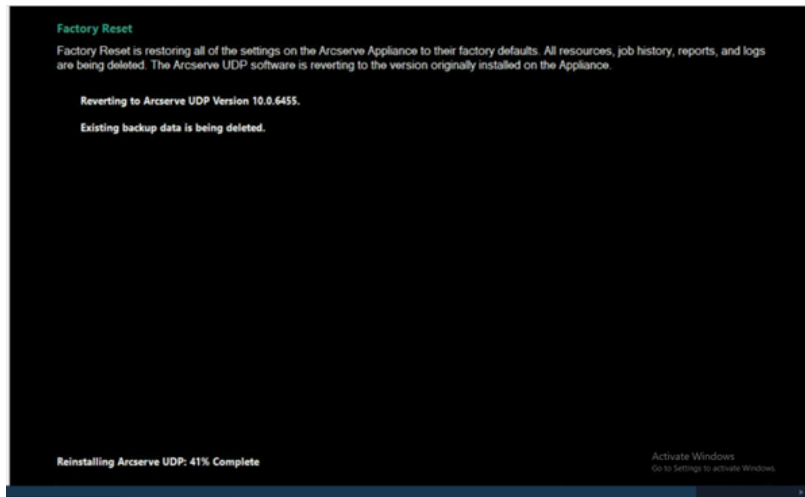 Factory Reset
Factory Reset is restoring all of the settings on the Arcserve Appliance to their factory defaults. All resources, job history, reports, and logs
are being deleted. The Arcserve UDP software is reverting to the version originally installed on the Appliance.
Reverting to Arcserve UDP Version 10.0.6455.
Existing backup data is being deleted.
Reinstalling Arcserve UDP: 41% Complete
Activate Windows
Go to Settings to activate Windows.